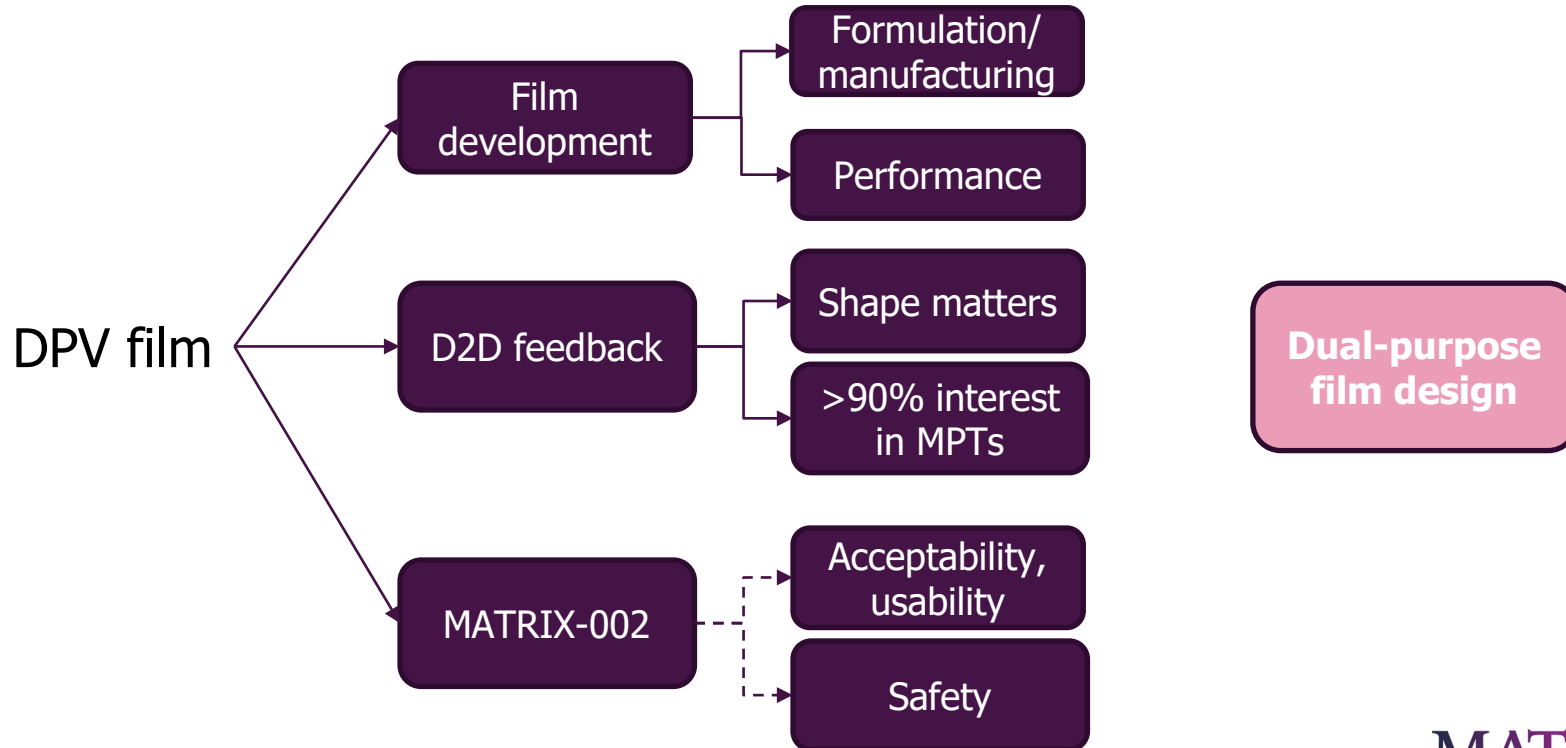 DPV film
Film
development
Formulation/
manufacturing
Performance
D2D feedback
Shape matters
>90% interest
in MPTs
MATRIX-002
Acceptability,
usability
Safety
Dual-purpose
film design